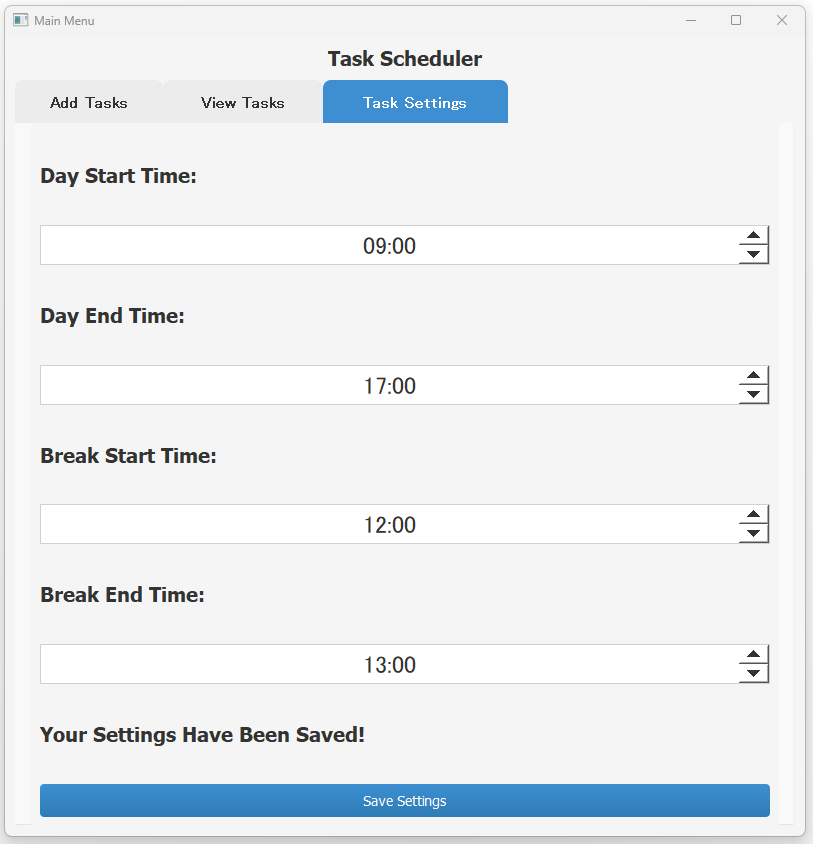 Main Menu
Task Scheduler
Add Tasks View Tasks Task Settings
Day Start Time:
09:00
Day End Time:
17:00
Break Start Time:
12:00
Break End Time:
13:00
Your Settings Have Been Saved!
Save Settings